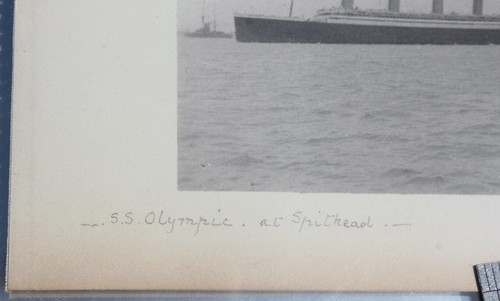 —. S.S. Olympic. at Spithead. —